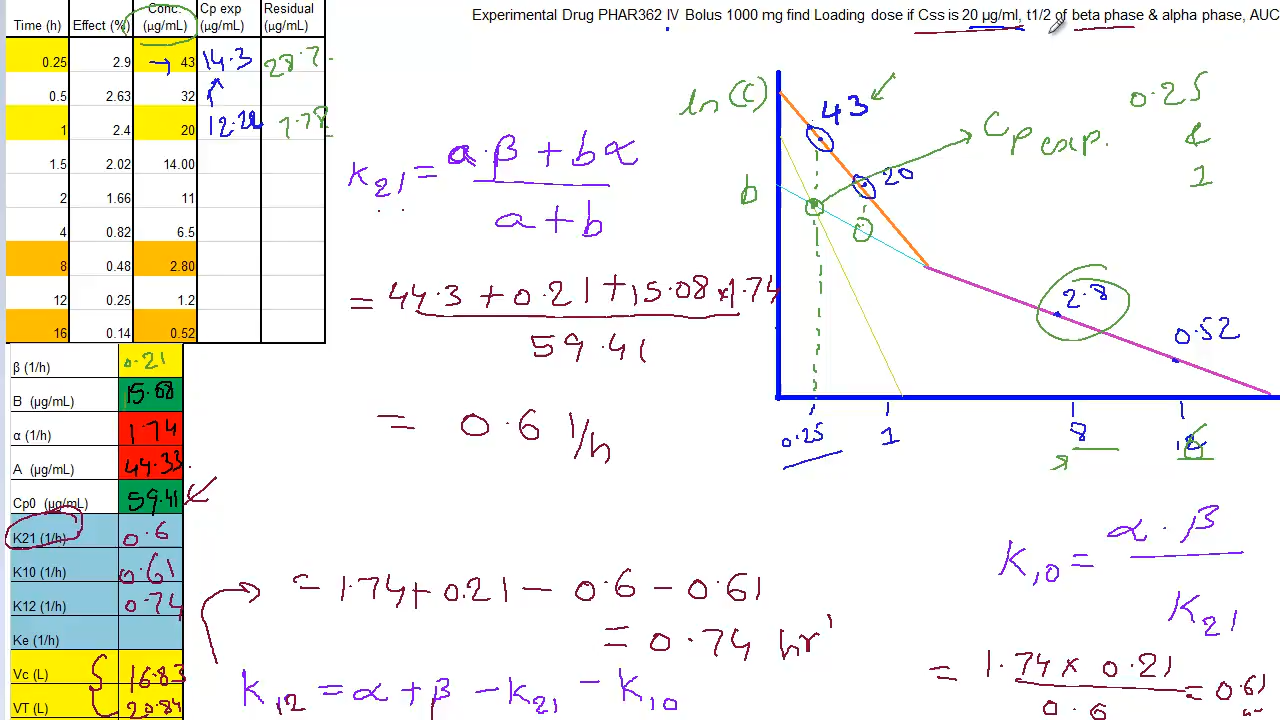 Experimental Drug PHAR362 IV Bolus 1000 mg find Loading dose if Css is 20 µg/ml, t1/2 of beta phase & alpha phase, AUC
Time (h) Effect (%) Conc. (µg/mL) Cp exp (µg/mL) Residual (µg/mL)
0.25 2.9 → 43 14.3 28.7
0.5 2.63 32
1 2.4 20 12.22 7.78
1.5 2.02 14.00
2 1.66 11
4 0.82 6.5
8 0.48 2.80
12 0.25 1.2
16 0.14 0.52
β (1/h) 0.21
B (µg/mL) 15.08
α (1/h) 1.74
A (µg/mL) 44.33
Cp0 (µg/mL) 59.41
K21 (1/h) 0.6
K10 (1/h) 0.61
K12 (1/h) 0.74
Ke (1/h)
Vc (L) 16.83
VT (L) 20.84
K21 = a.β + bα
a + b
= 44.3 + 0.21 + 15.08 × 1.74
59.41
= 0.6 1/h
= 1.74 + 0.21 - 0.6 - 0.61
= 0.74 hr'
K12 = α + β - K21 - K10
ln(C)
b
43
20
Cp exp.
0.25
&
1
2.8
0.52
0.25 1 8
K10 = α . β
K21
= 1.74 × 0.21 = 0.61
0.6